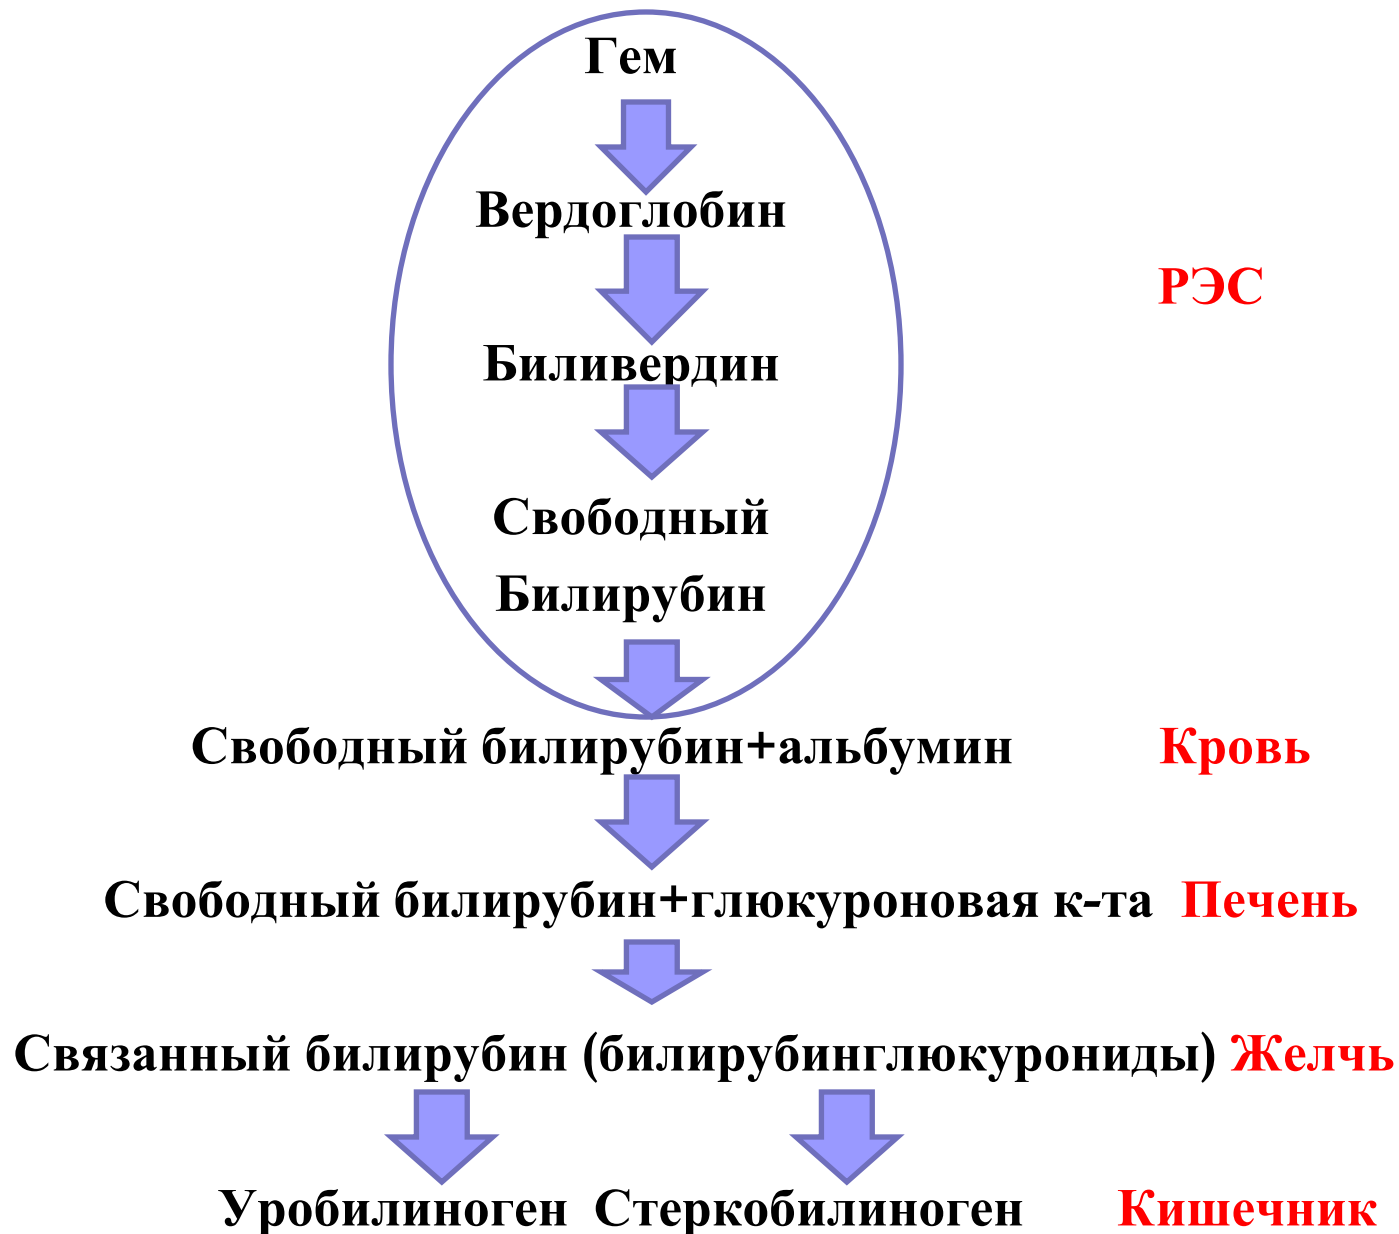 Гем
Вердоглобин
РЭС
Биливердин
Свободный
Билирубин
Свободный билирубин+альбумин Кровь
Свободный билирубин+глюкуроновая к-та Печень
Связанный билирубин (билирубинглюкурониды) Желчь
Уробилиноген Стеркобилиноген Кишечник